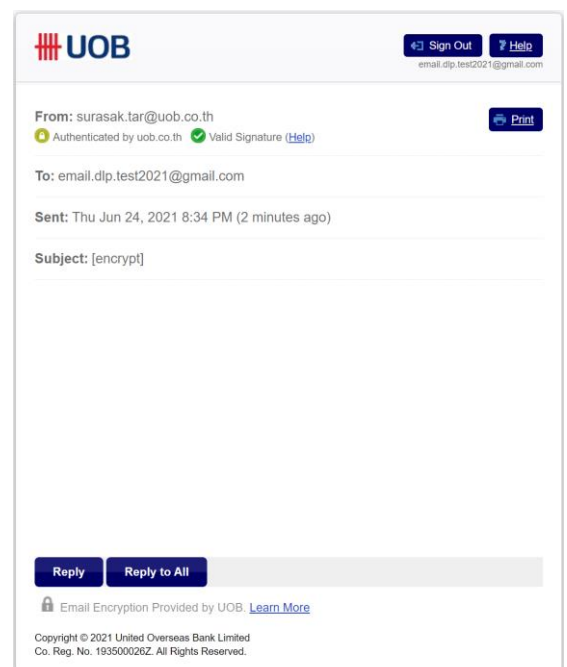 UOB
Sign Out
Help
email.dlp.test2021@gmail.com
From: surasak.tar@uob.co.th
Print
Authenticated by uob.co.th Valid Signature (Help)
To: email.dlp.test2021@gmail.com
Sent: Thu Jun 24, 2021 8:34 PM (2 minutes ago)
Subject: [encrypt]
Reply
Reply to All
Email Encryption Provided by UOB. Learn More
Copyright © 2021 United Overseas Bank Limited
Co. Reg. No. 193500026Z. All Rights Reserved.